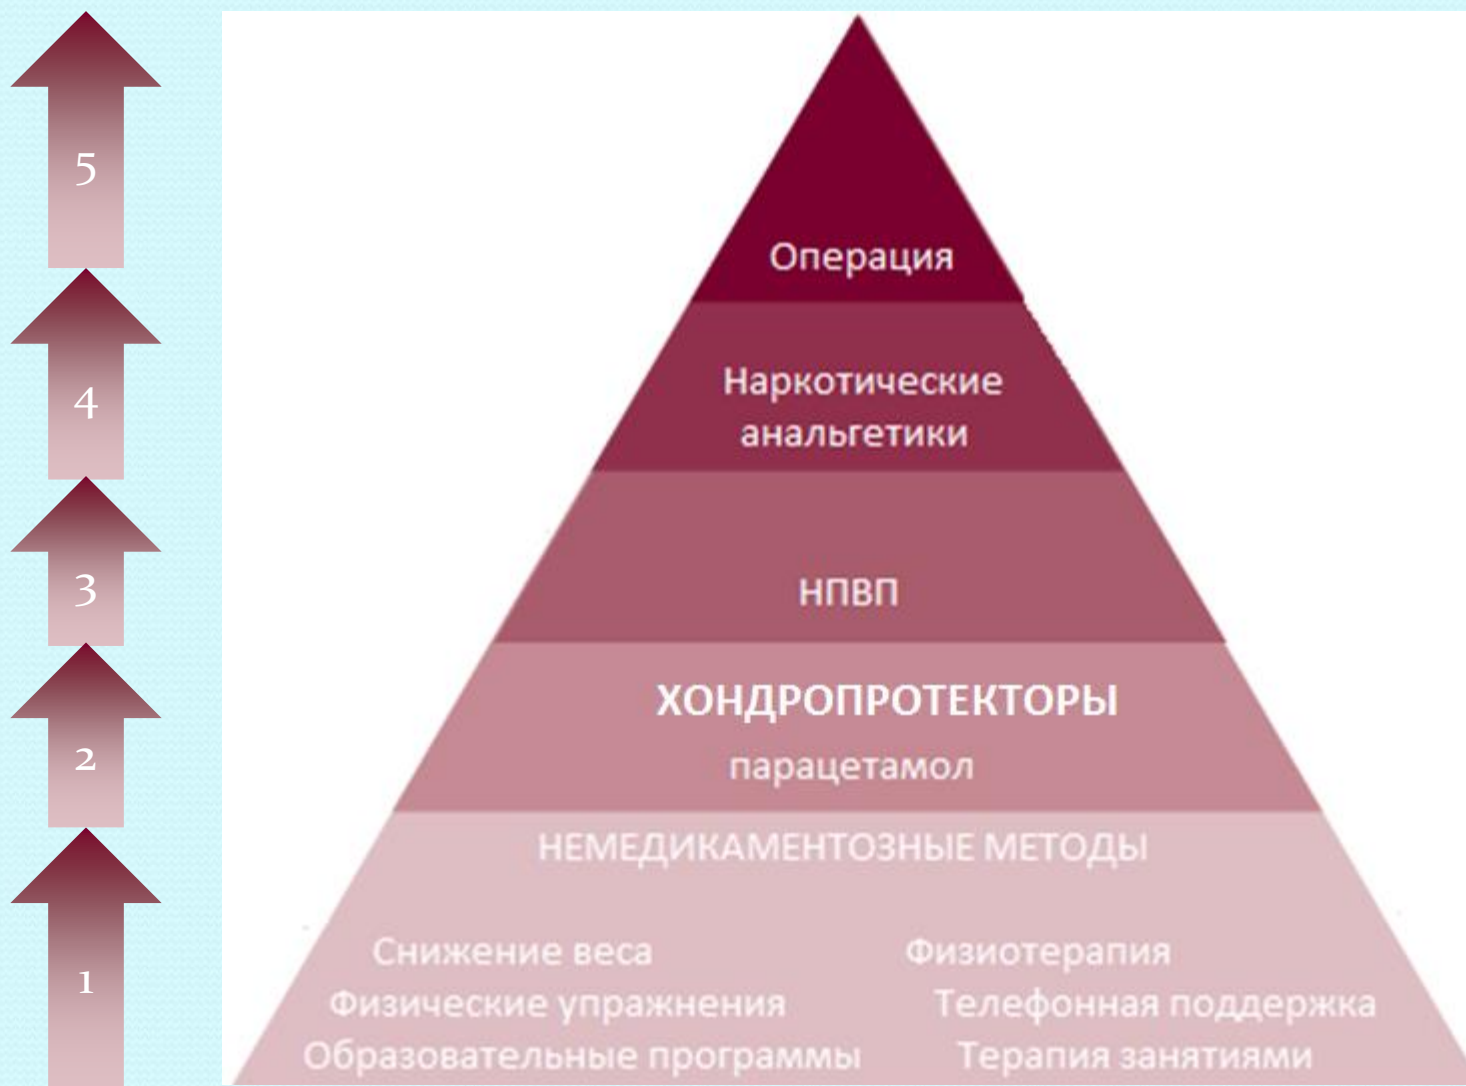 5
Операция
4
Наркотические
анальгетики
3
НПВП
2
ХОНДРОПРОТЕКТОРЫ
парацетамол
1
НЕМЕДИКАМЕНТОЗНЫЕ МЕТОДЫ
Снижение веса
Физиотерапия
Физические упражнения
Телефонная поддержка
Образовательные программы
Терапия занятиями